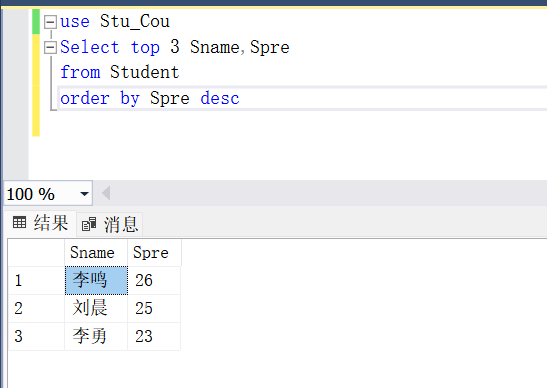 use Stu_Cou
Select top 3 Sname,Spre
from Student
order by Spre desc
100 %
结果 消息
Sname Spre
1 李鸣 26
2 刘晨 25
3 李勇 23